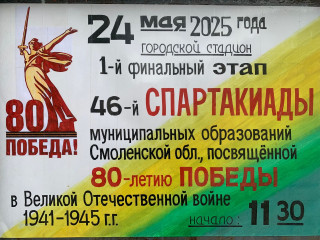 24 мая 2025 года
городской стадион
1-й финальный этап
46-й СПАРТАКИАДЫ
муниципальных образований
Смоленской обл., посвящённой
80-летию ПОБЕДЫ
в Великой Отечественной войне
1941-1945 г.г. начало: 11 30
80
ПОБЕДА!